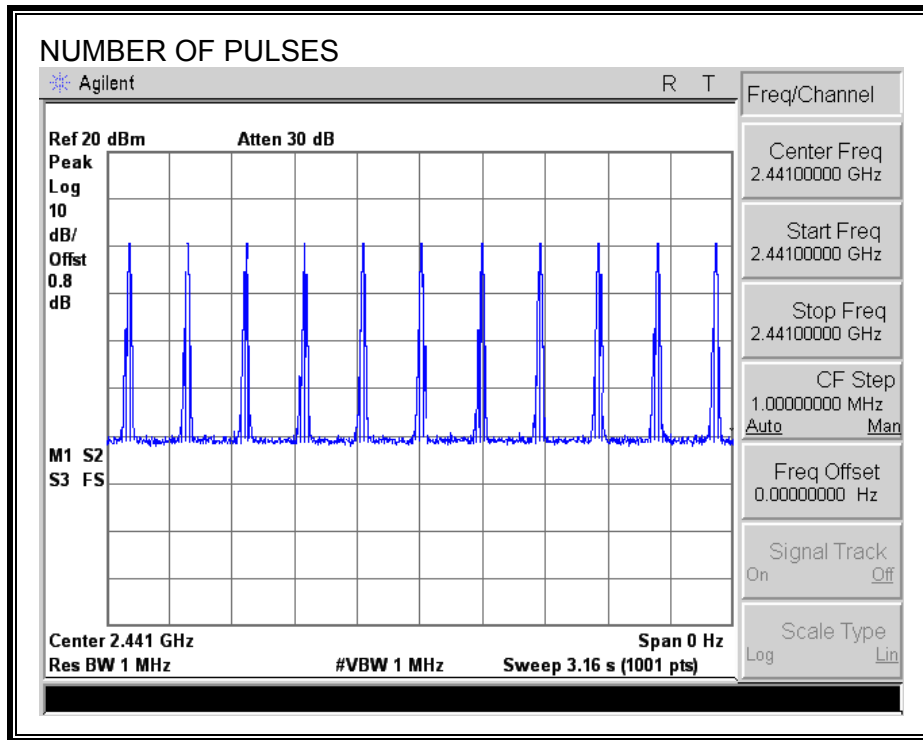 NUMBER OF PULSES
Agilent R T
Ref 20 dBm Atten 30 dB
Peak
Log
10
dB/
Offst
0.8
dB
M1 S2
S3 FS
Center 2.441 GHz Span 0 Hz
Res BW 1 MHz #VBW 1 MHz Sweep 3.16 s (1001 pts)
Freq/Channel
Center Freq
2.44100000 GHz
Start Freq
2.44100000 GHz
Stop Freq
2.44100000 GHz
CF Step
1.00000000 MHz
Auto Man
Freq Offset
0.00000000 Hz
Signal Track
On Off
Scale Type
Log Lin